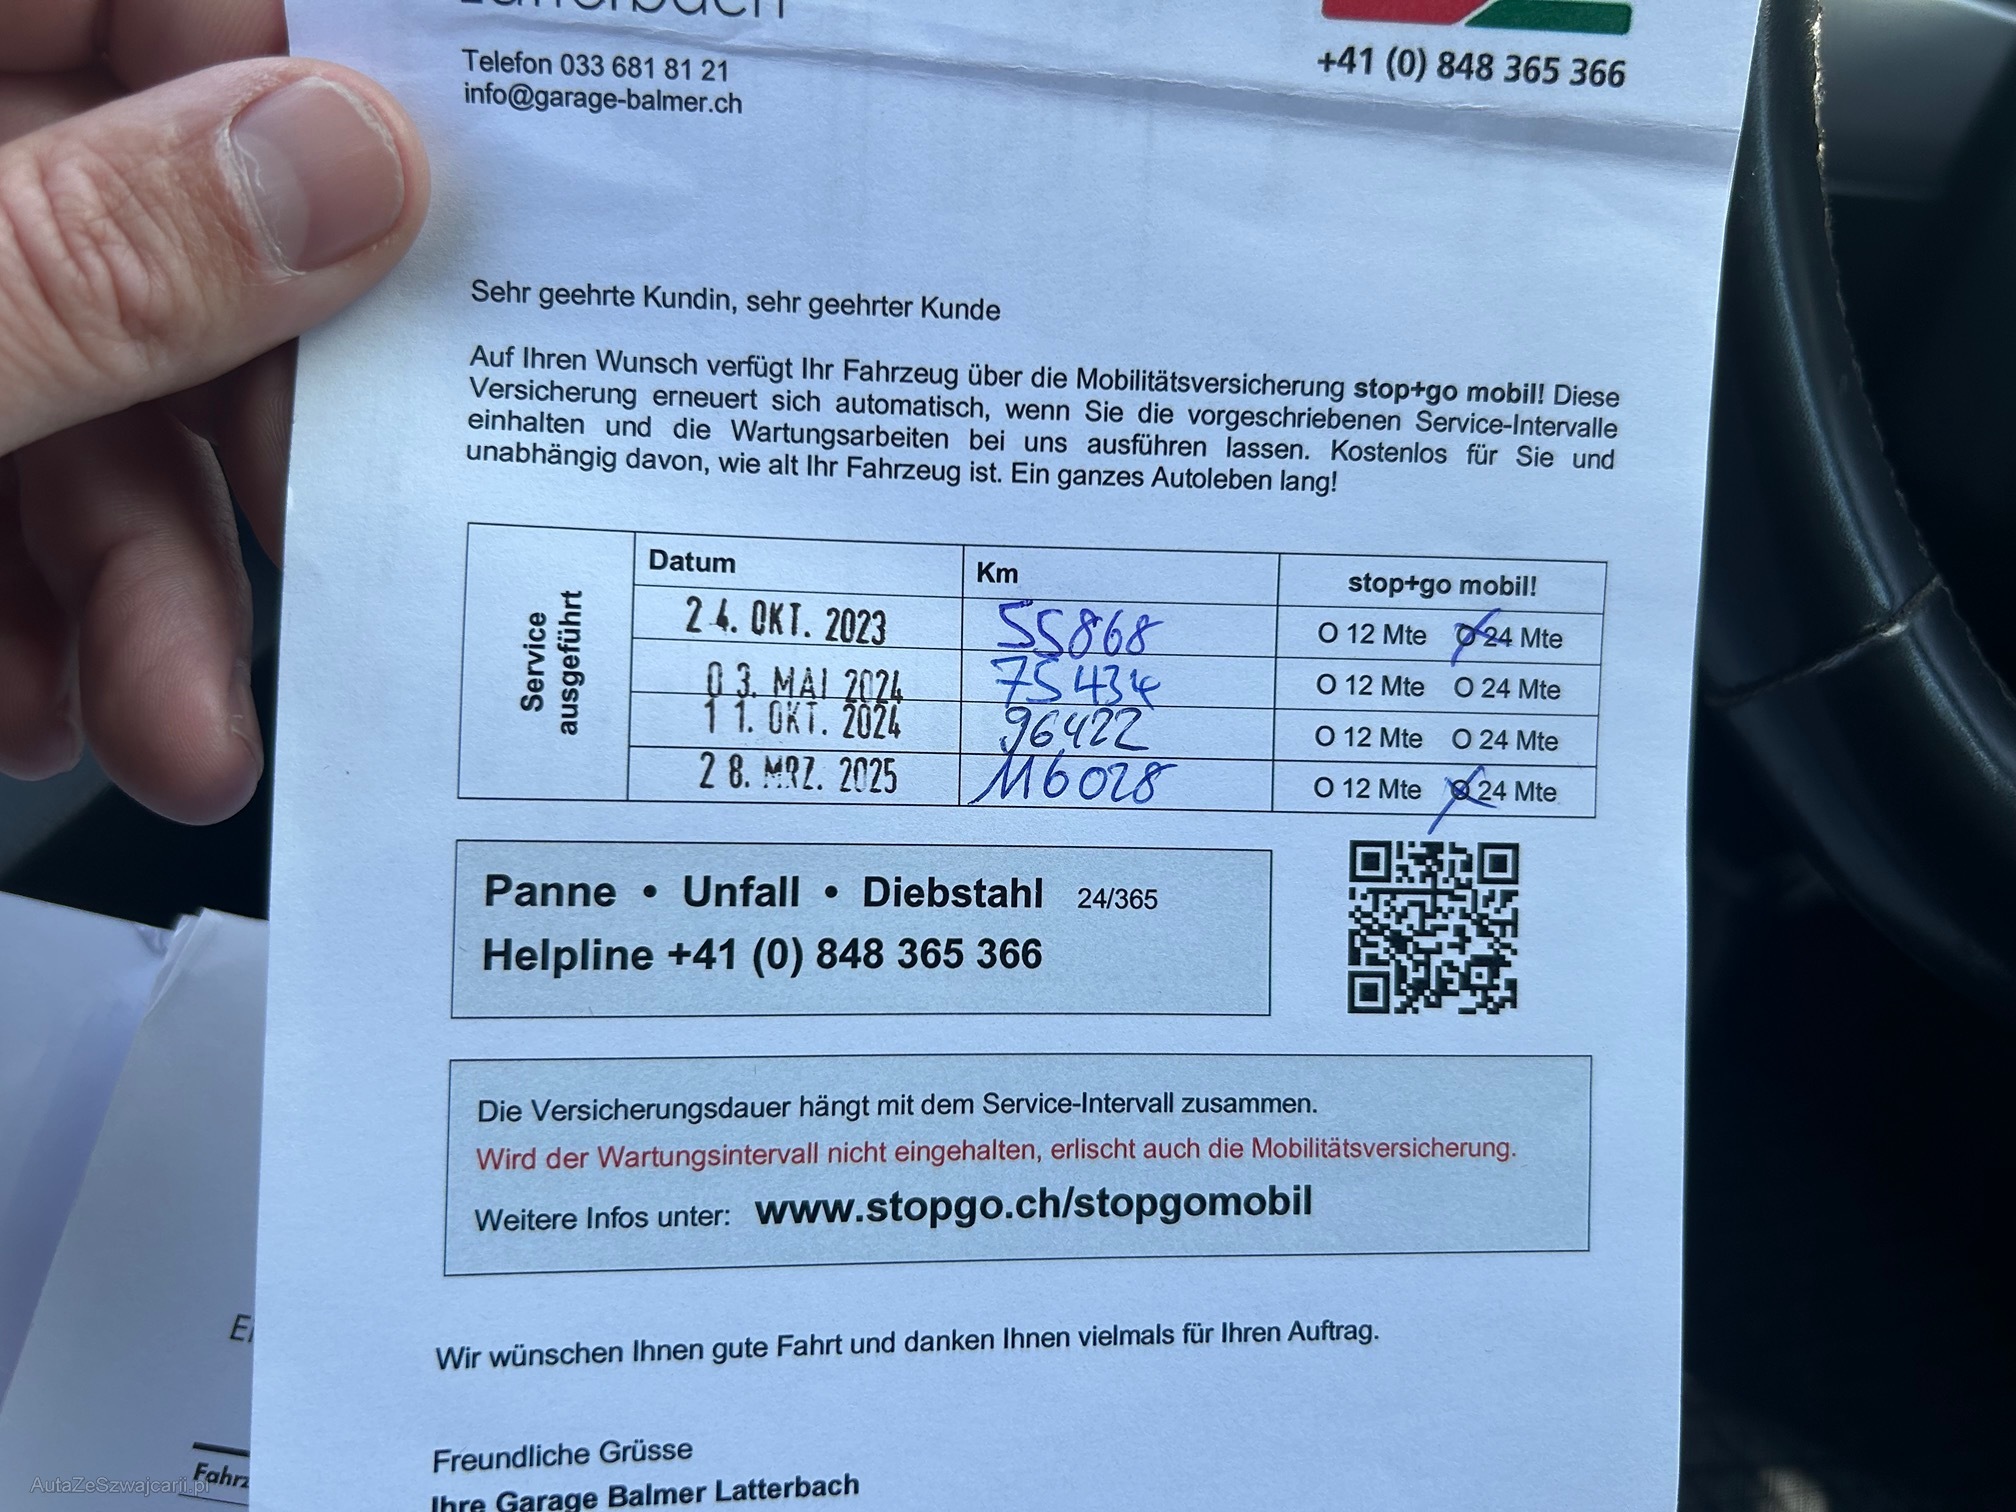 Telefon 033 681 81 21
info@garage-balmer.ch
+41 (0) 848 365 366
Sehr geehrte Kundin, sehr geehrter Kunde
Auf Ihren Wunsch verfügt Ihr Fahrzeug über die Mobilitätsversicherung stop+go mobil! Diese
Versicherung erneuert sich automatisch, wenn Sie die vorgeschriebenen Service-Intervalle
einhalten und die Wartungsarbeiten bei uns ausführen lassen. Kostenlos für Sie und
unabhängig davon, wie alt Ihr Fahrzeug ist. Ein ganzes Autoleben lang!
Service
ausgeführt
Datum Km stop+go mobil!
24. OKT. 2023 55868 O 12 Mte O 24 Mte
03. MAI 2024 75434 O 12 Mte O 24 Mte
11. OKT. 2024 96422 O 12 Mte O 24 Mte
28. MRZ. 2025 116028 O 12 Mte O 24 Mte
Panne • Unfall • Diebstahl 24/365
Helpline +41 (0) 848 365 366
Die Versicherungsdauer hängt mit dem Service-Intervall zusammen.
Wird der Wartungsintervall nicht eingehalten, erlischt auch die Mobilitätsversicherung.
Weitere Infos unter: www.stopgo.ch/stopgomobil
Wir wünschen Ihnen gute Fahrt und danken Ihnen vielmals für Ihren Auftrag.
Freundliche Grüsse
Ihre Garage Balmer Latterbach
AutaZeSzwajcarii.pl